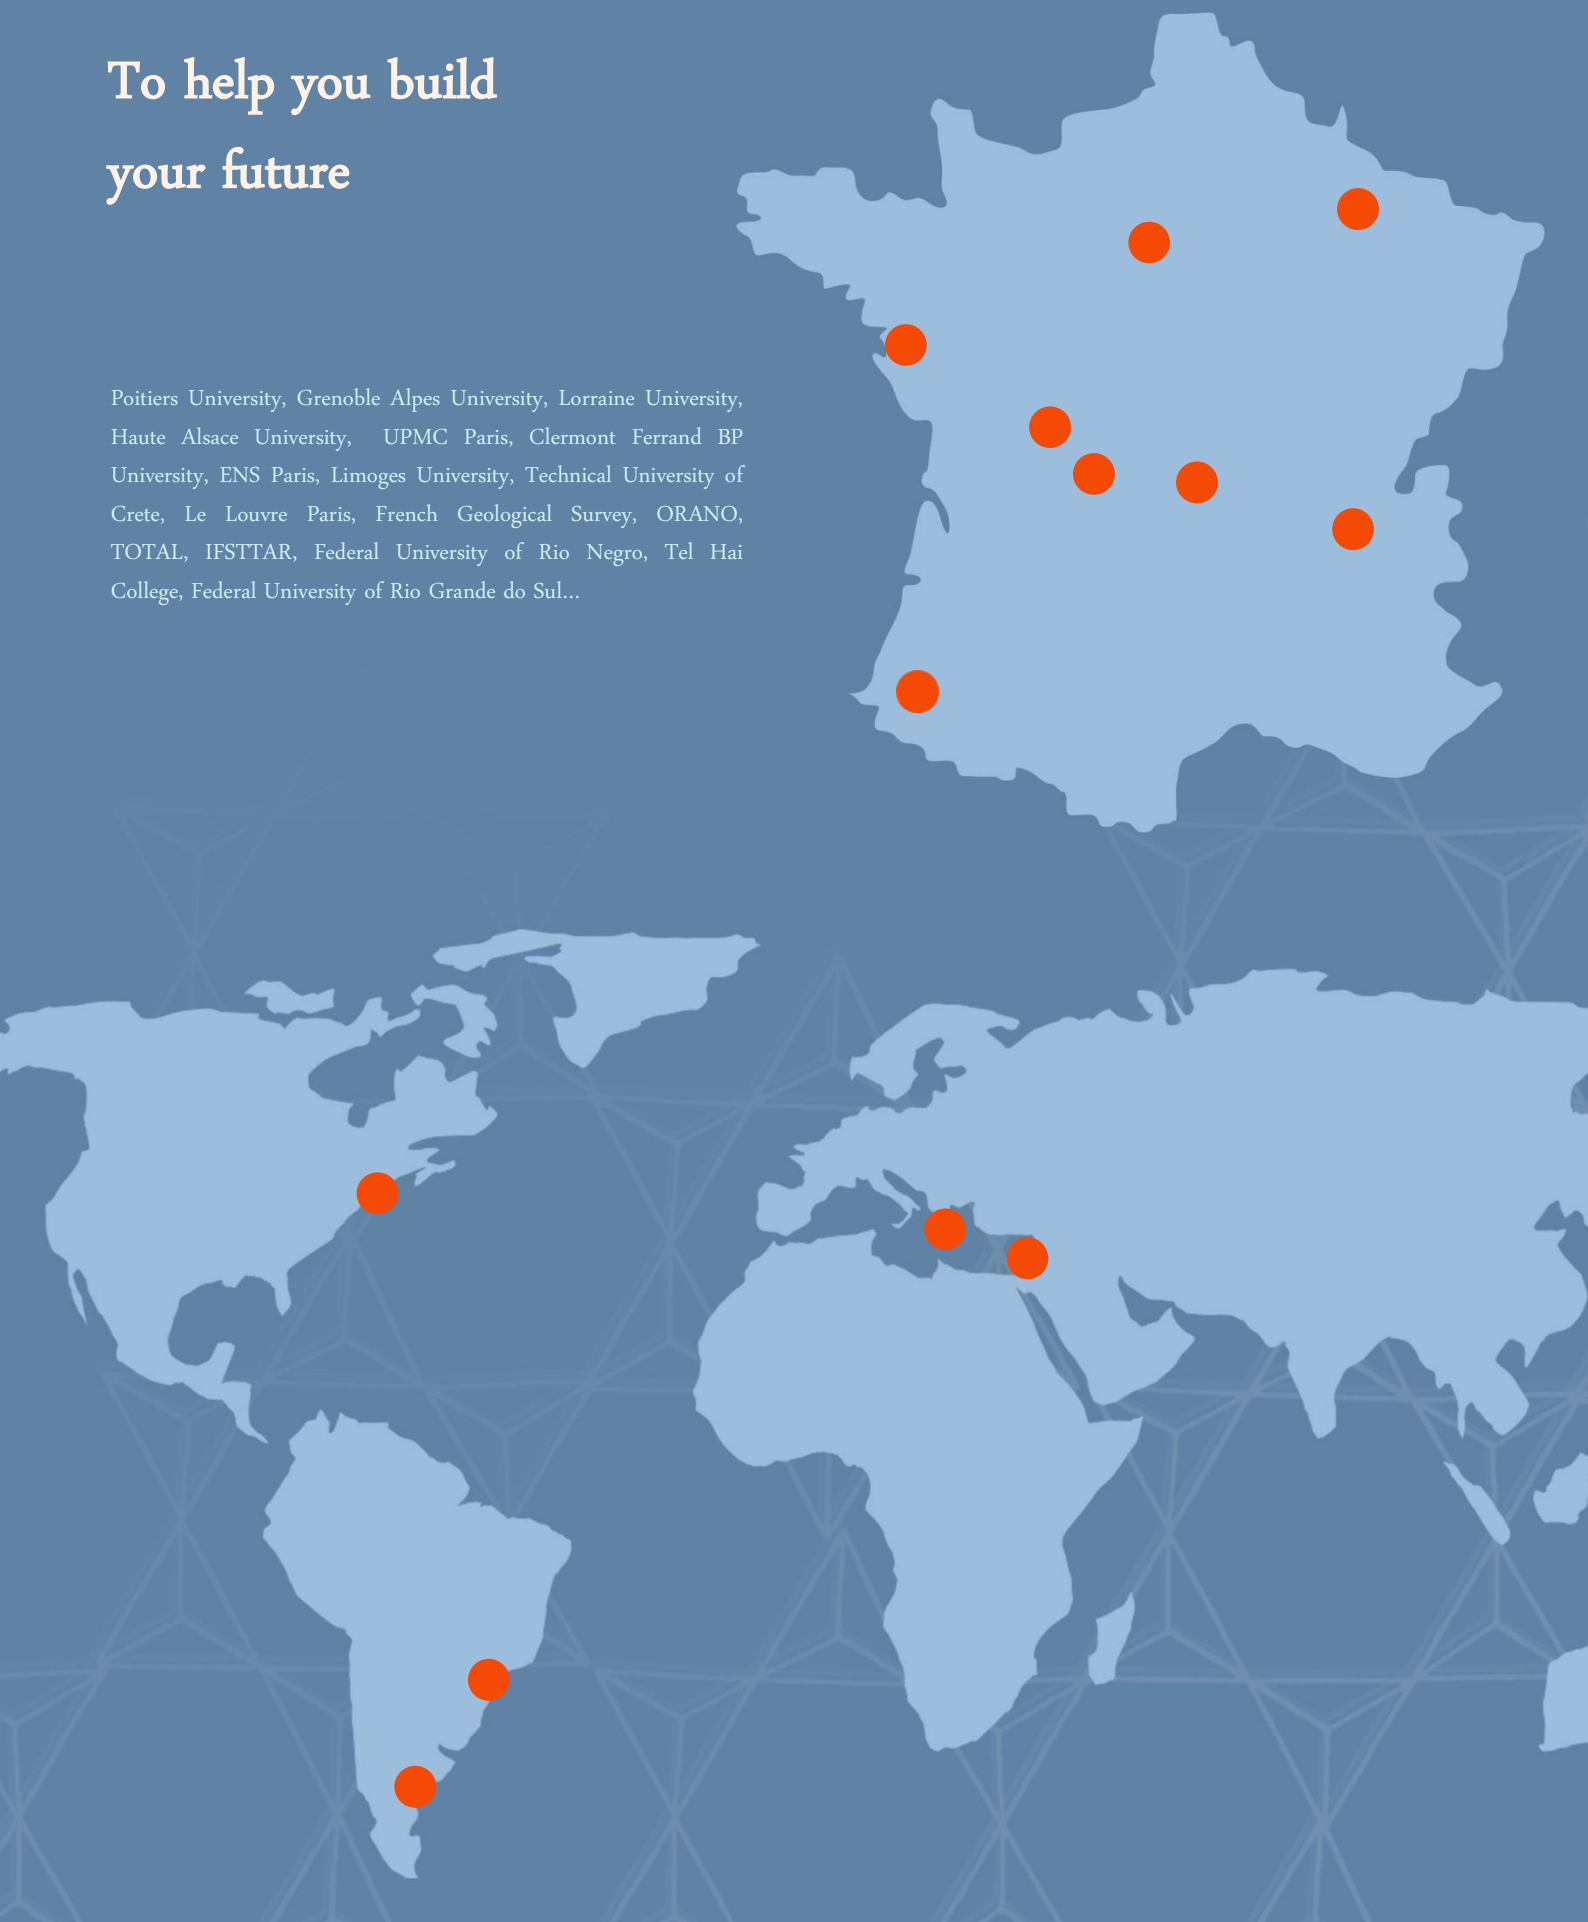 To help you build
your future
Poitiers University, Grenoble Alpes University, Lorraine University,
Haute Alsace University, UPMC Paris, Clermont Ferrand BP
University, ENS Paris, Limoges University, Technical University of
Crete, Le Louvre Paris, French Geological Survey, ORANO,
TOTAL, IFSTTAR, Federal University of Rio Negro, Tel Hai
College, Federal University of Rio Grande do Sul...